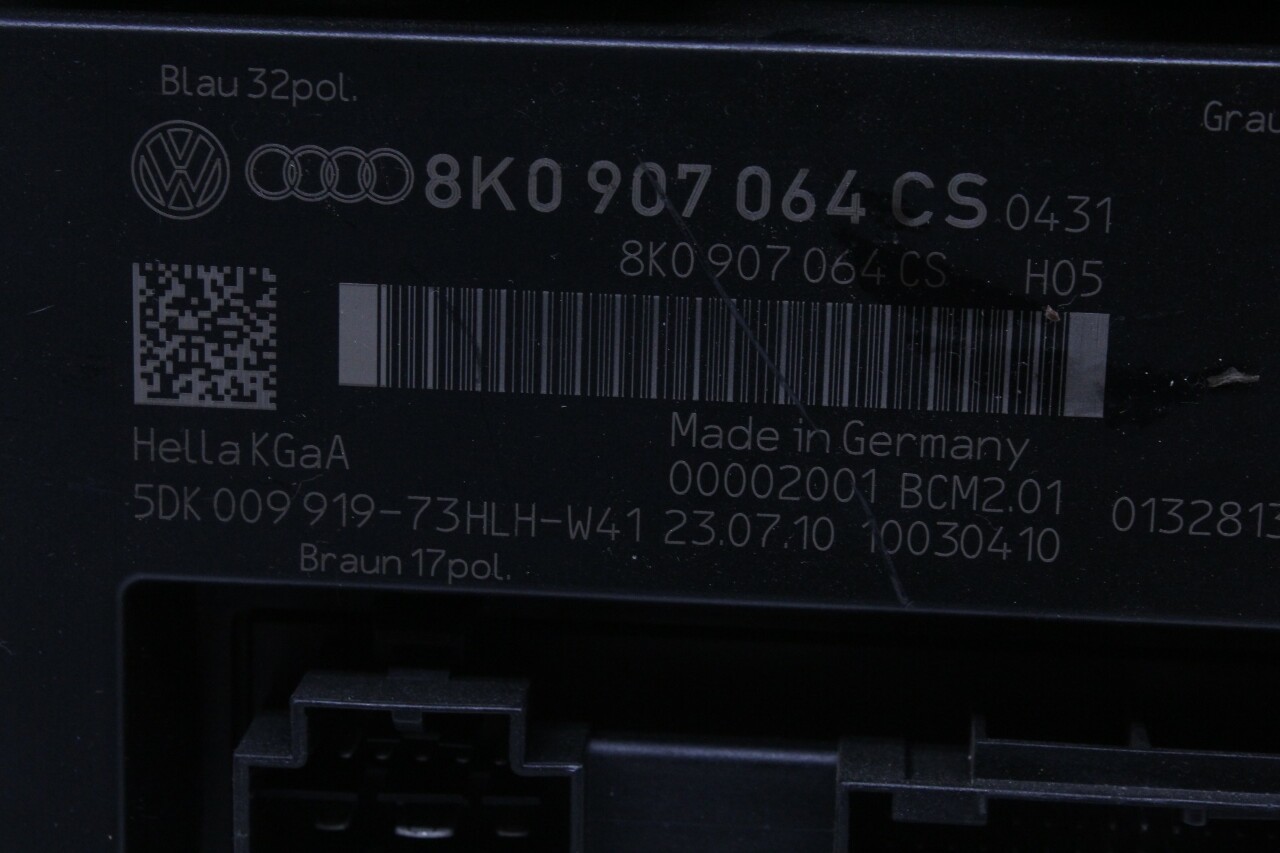 Blau 32pol.
Grau
8K0 907 064 CS 0431
8K0 907 064 CS H05
Made in Germany
Hella KGaA
00002001 BCM2.01
5DK 009 919-73HLH-W41 23.07.10 10030410
0132813
Braun 17pol.